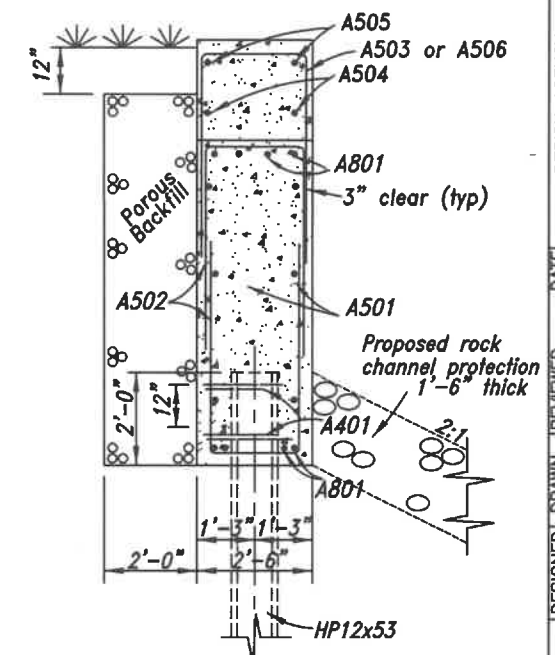 A505
A503 or A506
12"
A504
A801
3" clear (typ)
Porous
Backfill
A502
A501
Proposed rock
channel protection
1'-6" thick
2:1
2'-0"
12"
A401
A801
1'-3"
1'-3"
2'-0"
2'-6"
HP12x53
DESIGNED
DRAWN
REVIEWED
DATE